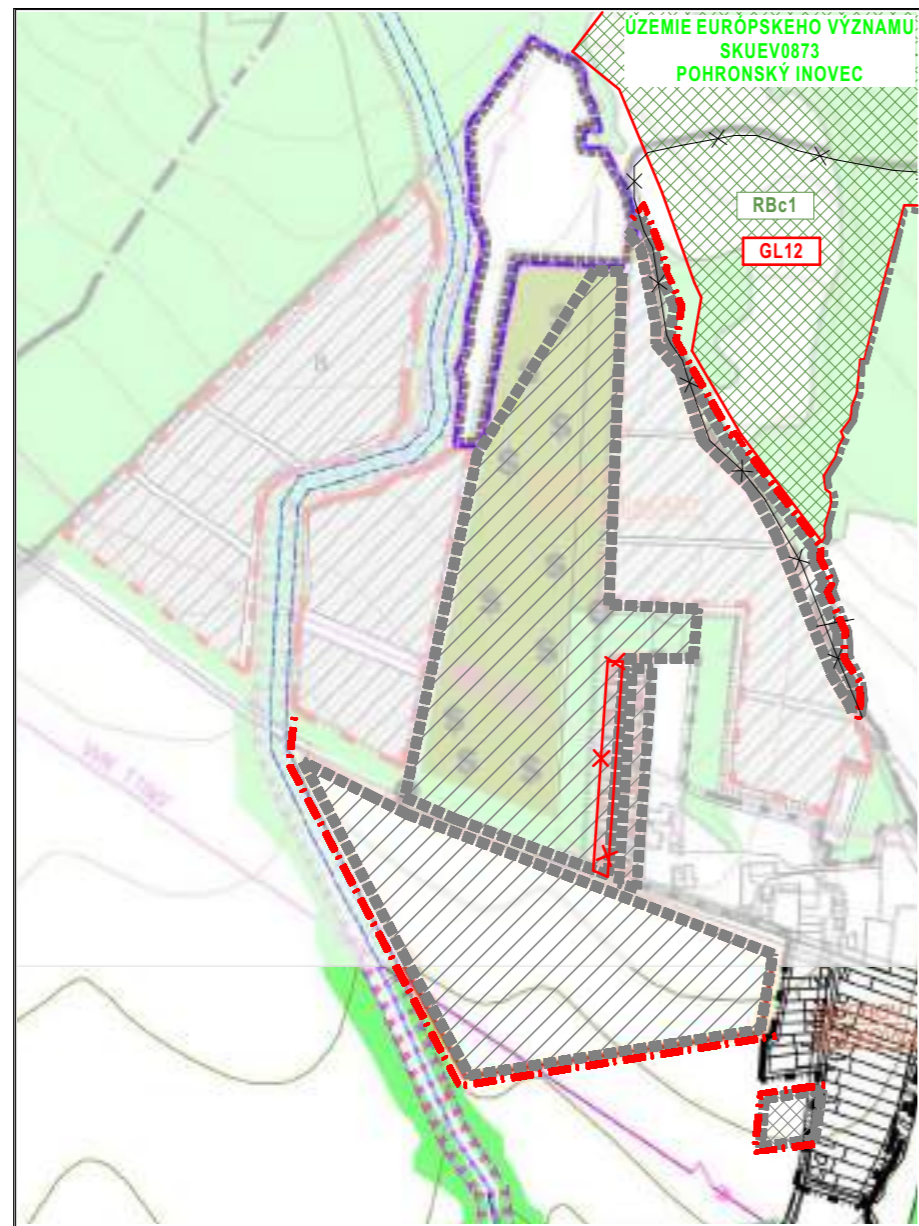 ÚZEMIE EURÓPSKEHO VÝZNAMU
SKUEV0873
POHRONSKÝ INOVEC
RBc1
GL12